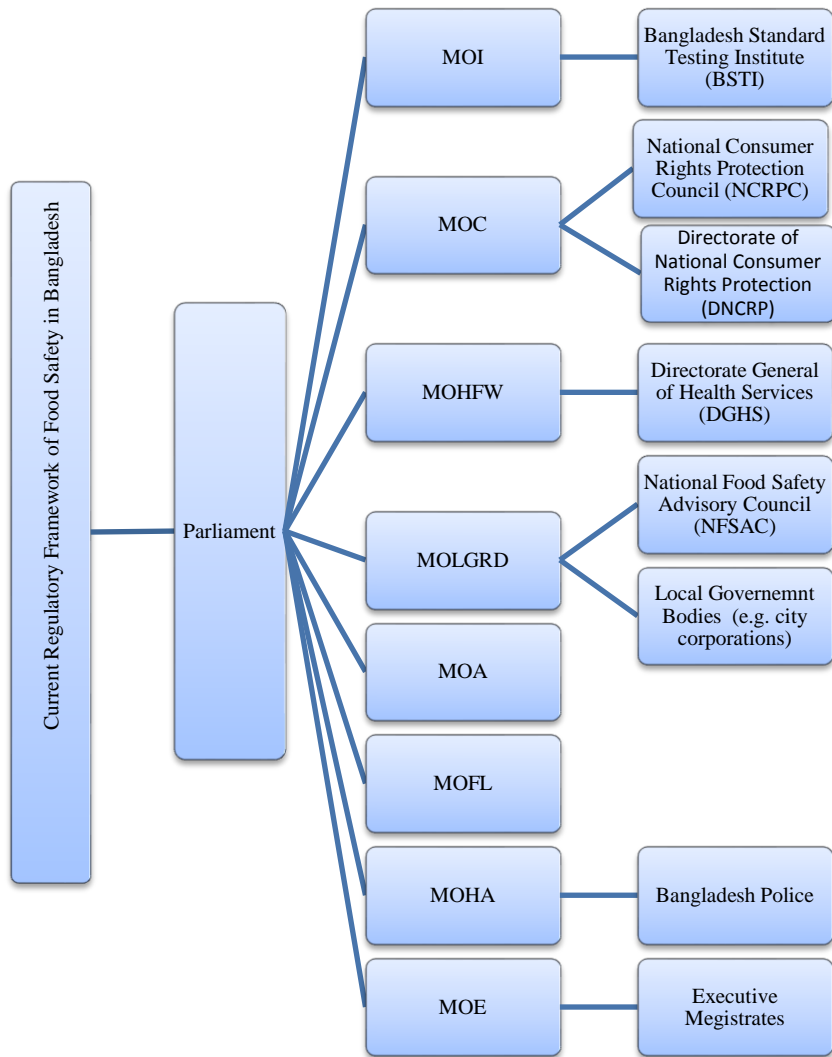 Current Regulatory Framework of Food Safety in Bangladesh
Parliament
MOI
Bangladesh Standard
Testing Institute
(BSTI)
MOC
National Consumer
Rights Protection
Council (NCRPC)
Directorate of
National Consumer
Rights Protection
(DNCRP)
MOHFW
Directorate General
of Health Services
(DGHS)
MOLGRD
National Food Safety
Advisory Council
(NFSAC)
Local Governemnt
Bodies (e.g. city
corporations)
MOA
MOFL
MOHA
Bangladesh Police
MOE
Executive
Megistrates